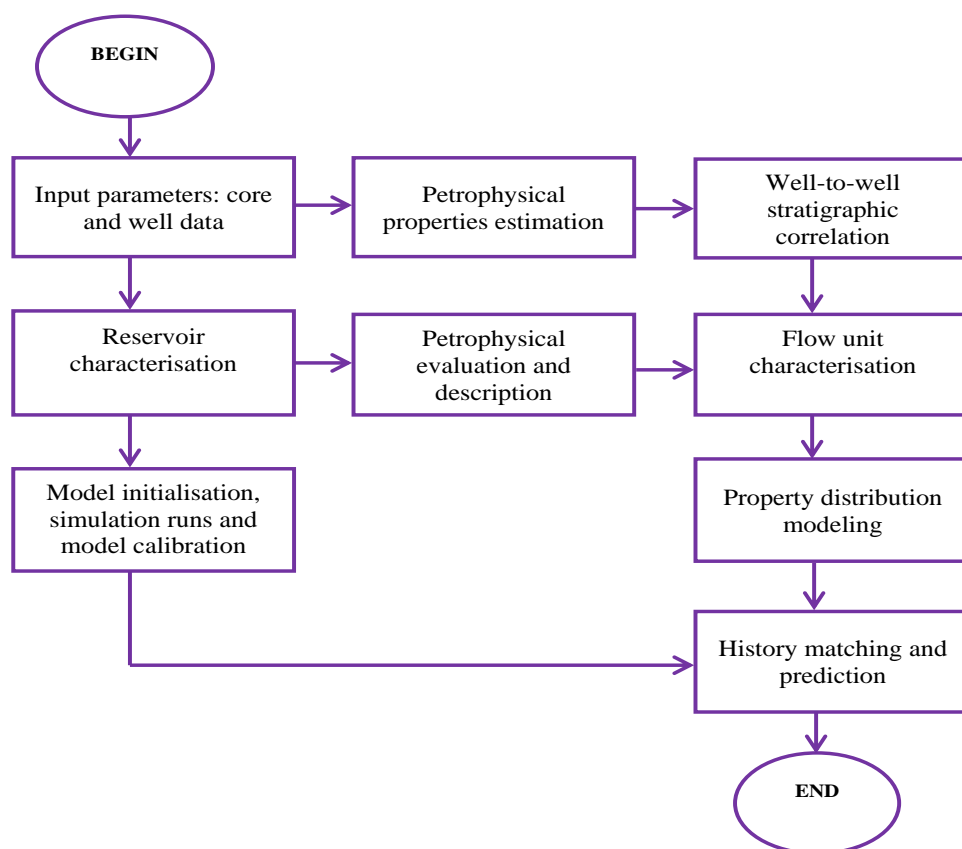 BEGIN
Input parameters: core
and well data
Petrophysical
properties estimation
Well-to-well
stratigraphic
correlation
Reservoir
characterisation
Petrophysical
evaluation and
description
Flow unit
characterisation
Model initialisation,
simulation runs and
model calibration
Property distribution
modeling
History matching and
prediction
END